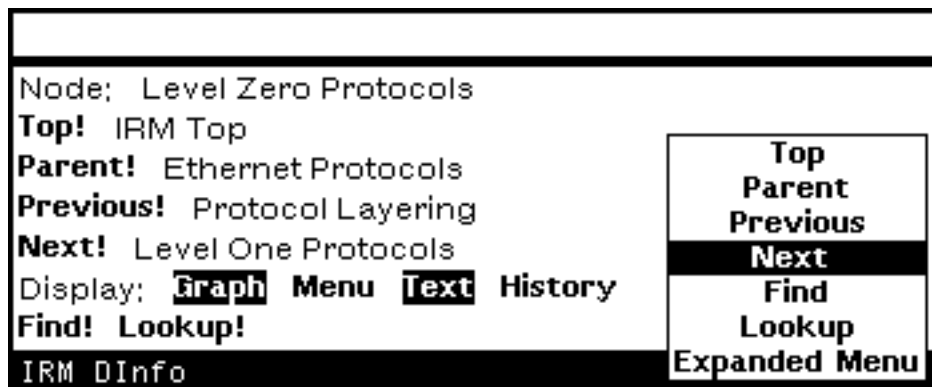 Node: Level Zero Protocols
Top! IRM Top
Parent! Ethernet Protocols
Previous! Protocol Layering
Next! Level One Protocols
Display: Graph Menu Text History
Find! Lookup!
IRM DInfo
Top
Parent
Previous
Next
Find
Lookup
Expanded Menu